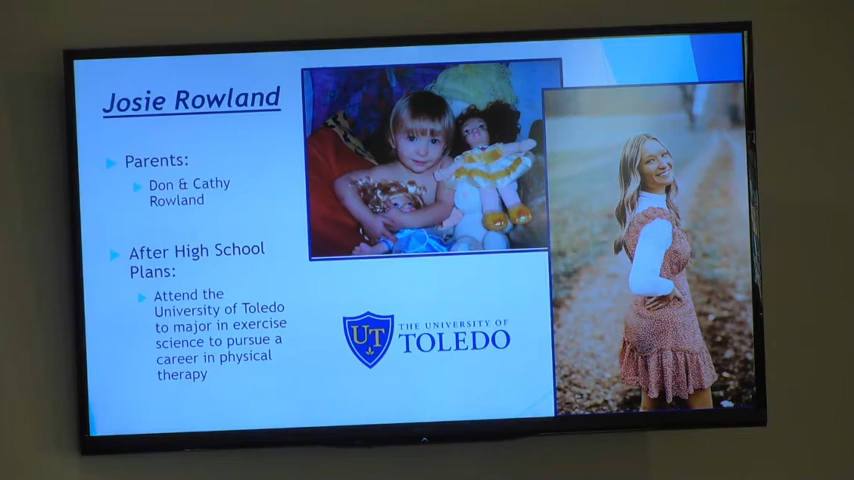 Josie Rowland
Parents:
Don & Cathy
Rowland
After High School
Plans:
Attend the
University of Toledo
to major in exercise
science to pursue a
career in physical
therapy
UT
THE UNIVERSITY OF
TOLEDO